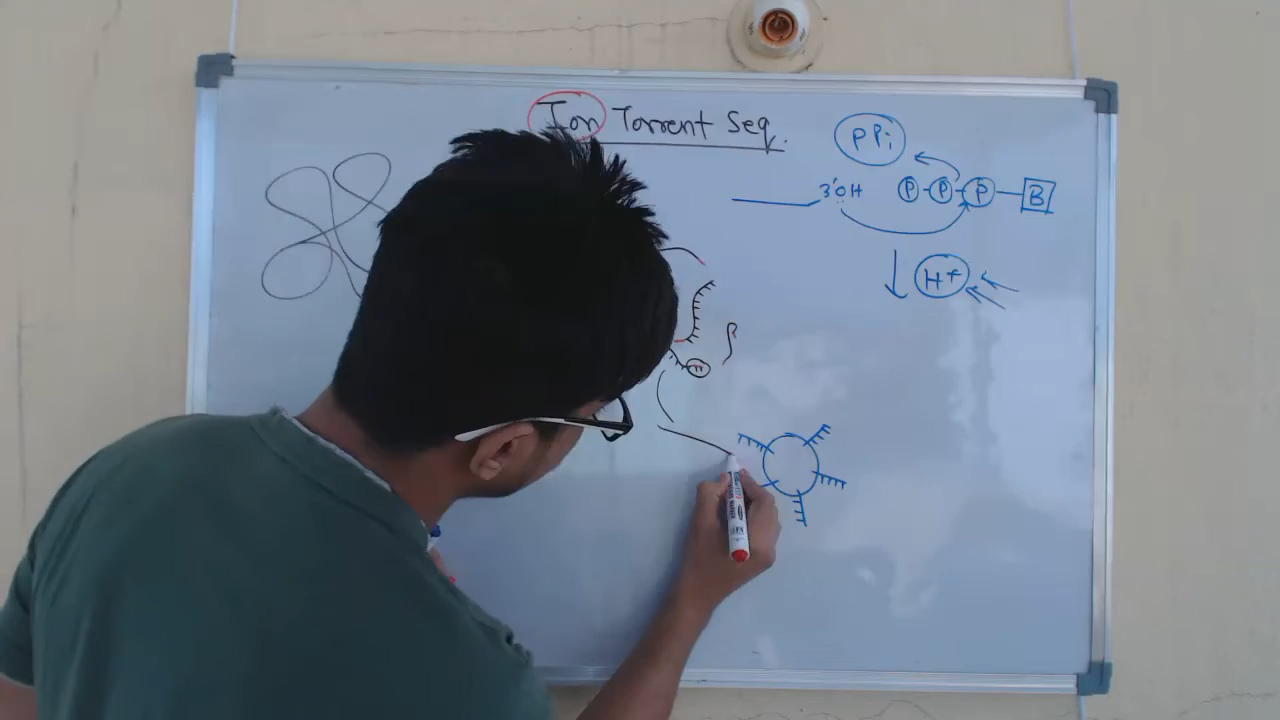 Ion Torrent Seq.
PPi
3'OH P-P-P-B
H+